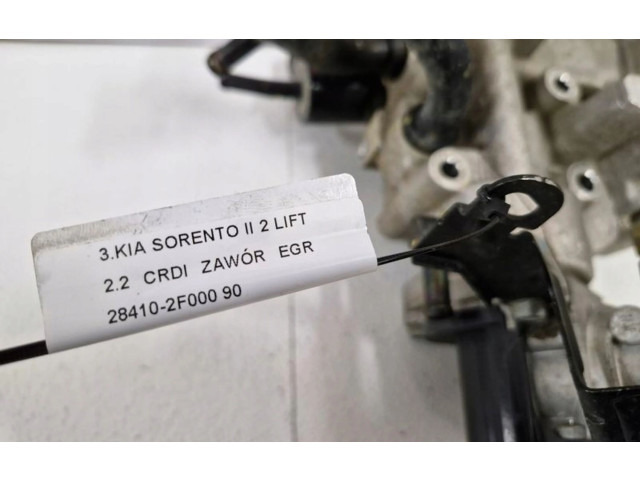 3.KIA SORENTO II 2 LIFT
2.2 CRDI ZAWÓR EGR
28410-2F000 90